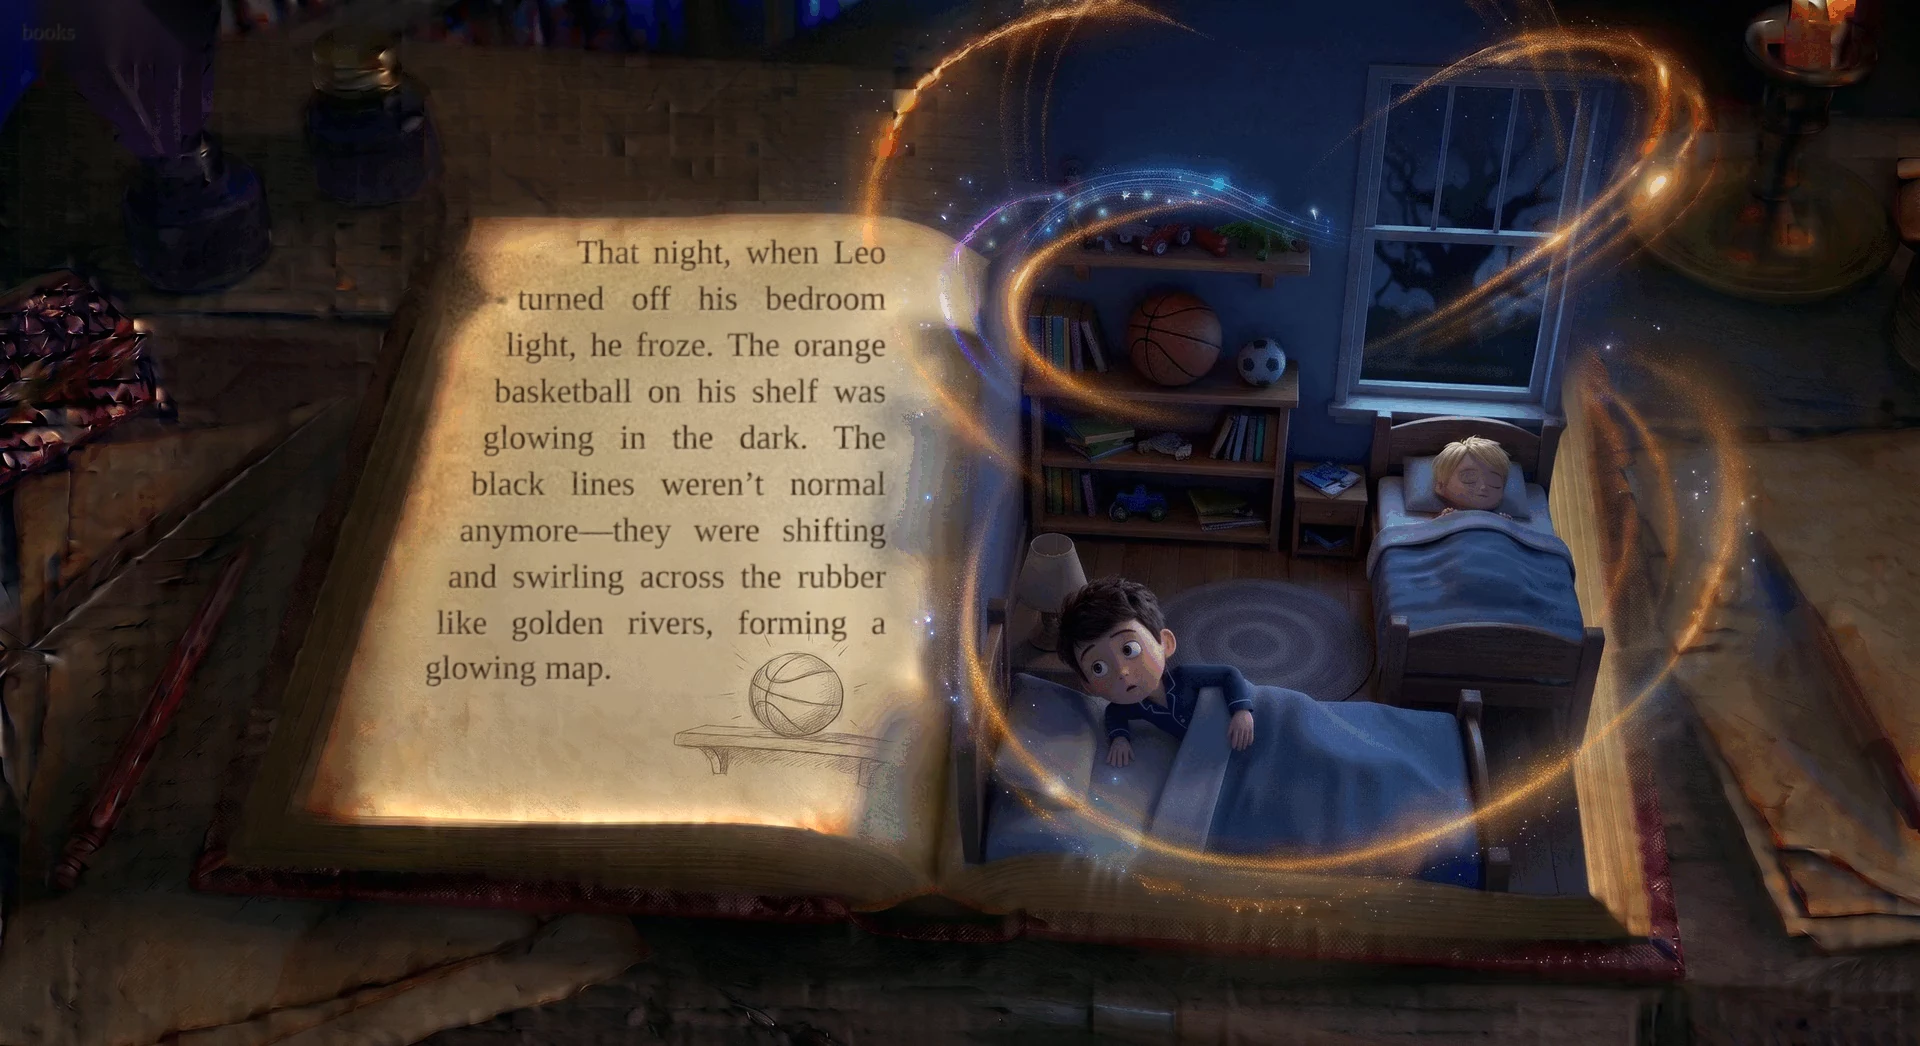 books
That night, when Leo
turned off his bedroom
light, he froze. The orange
basketball on his shelf was
glowing in the dark. The
black lines weren’t normal
anymore—they were shifting
and swirling across the rubber
like golden rivers, forming a
glowing map.